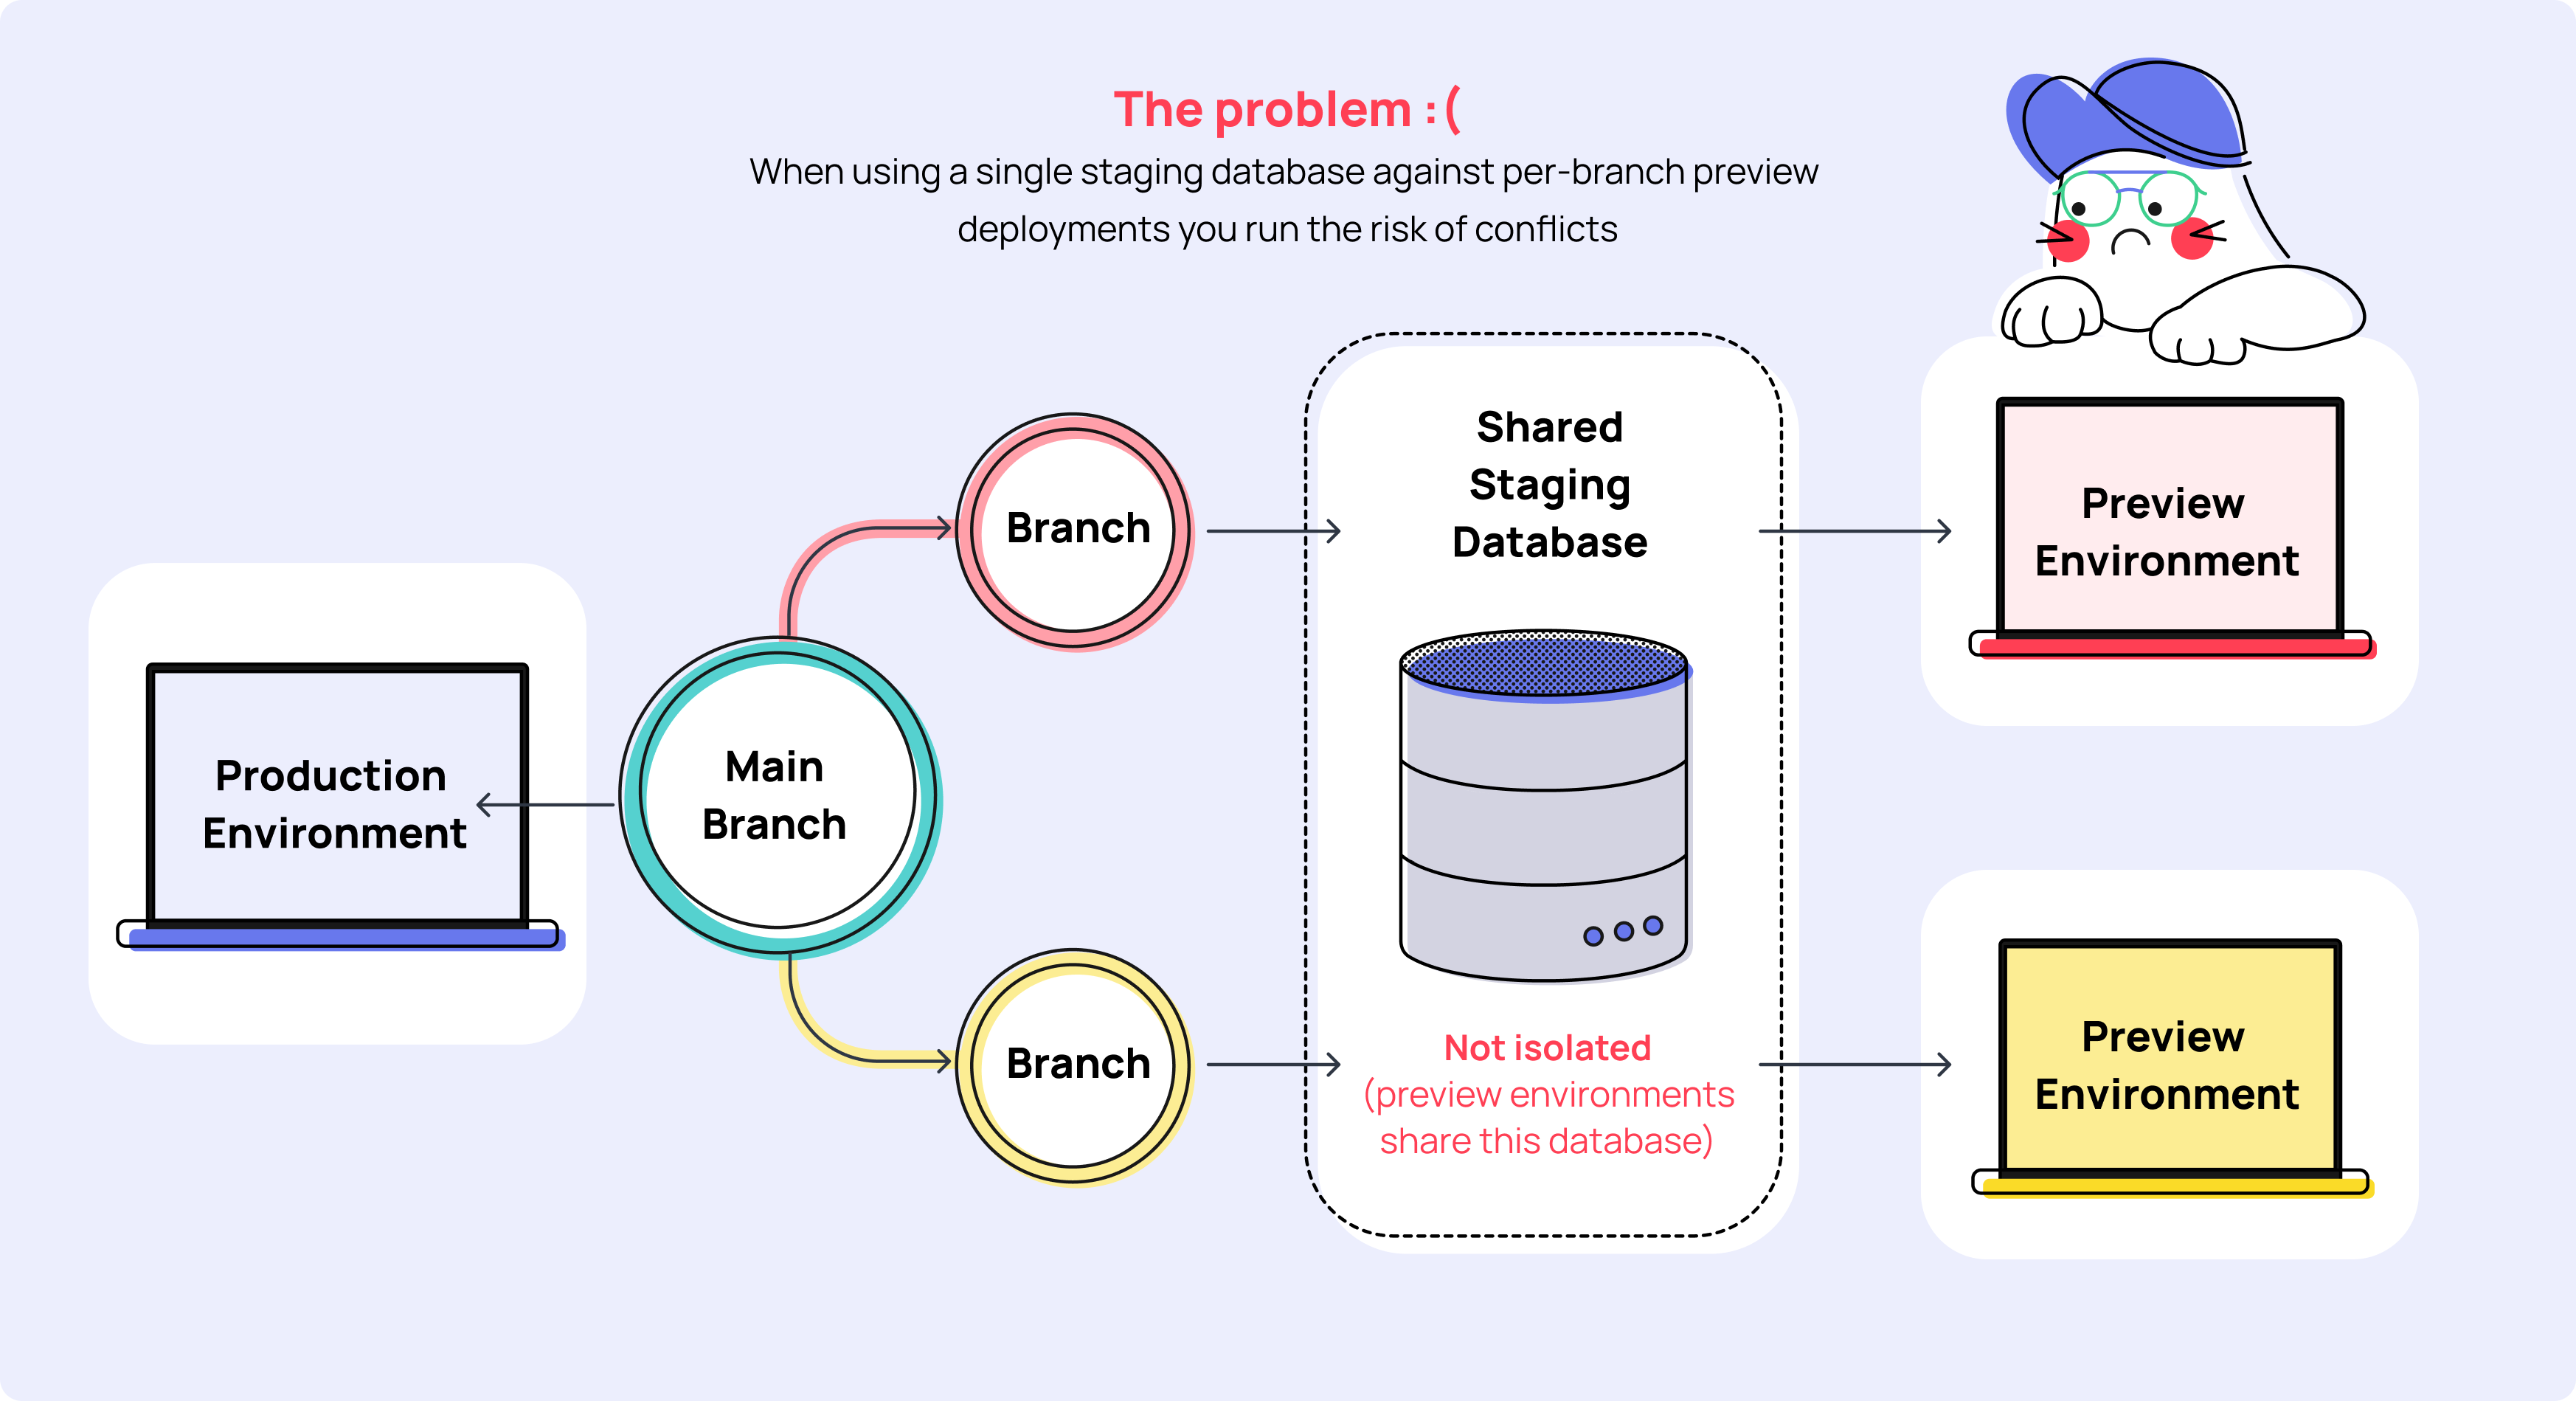 The problem :(
When using a single staging database against per-branch preview
deployments you run the risk of conflicts
Production
Environment
Main
Branch
Branch
Branch
Shared
Staging
Database
Not isolated
(preview environments
share this database)
Preview
Environment
Preview
Environment